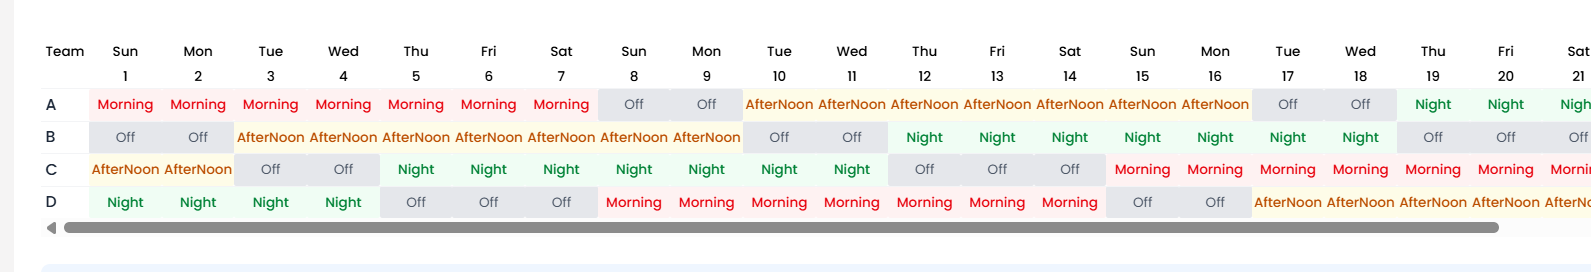 Team Sun Mon Tue Wed Thu Fri Sat Sun Mon Tue Wed Thu Fri Sat Sun Mon Tue Wed Thu Fri Sat
1 2 3 4 5 6 7 8 9 10 11 12 13 14 15 16 17 18 19 20 21
A Morning Morning Morning Morning Morning Morning Morning Off Off AfterNoon AfterNoon AfterNoon AfterNoon AfterNoon AfterNoon AfterNoon Off Off Night Night Nigh
B Off Off AfterNoon AfterNoon AfterNoon AfterNoon AfterNoon AfterNoon AfterNoon Off Off Night Night Night Night Night Night Night Off Off Off
C AfterNoon AfterNoon Off Off Night Night Night Night Night Night Night Off Off Off Morning Morning Morning Morning Morning Morning Morni
D Night Night Night Night Off Off Off Morning Morning Morning Morning Morning Morning Morning Off Off AfterNoon AfterNoon AfterNoon AfterNoon AfterN